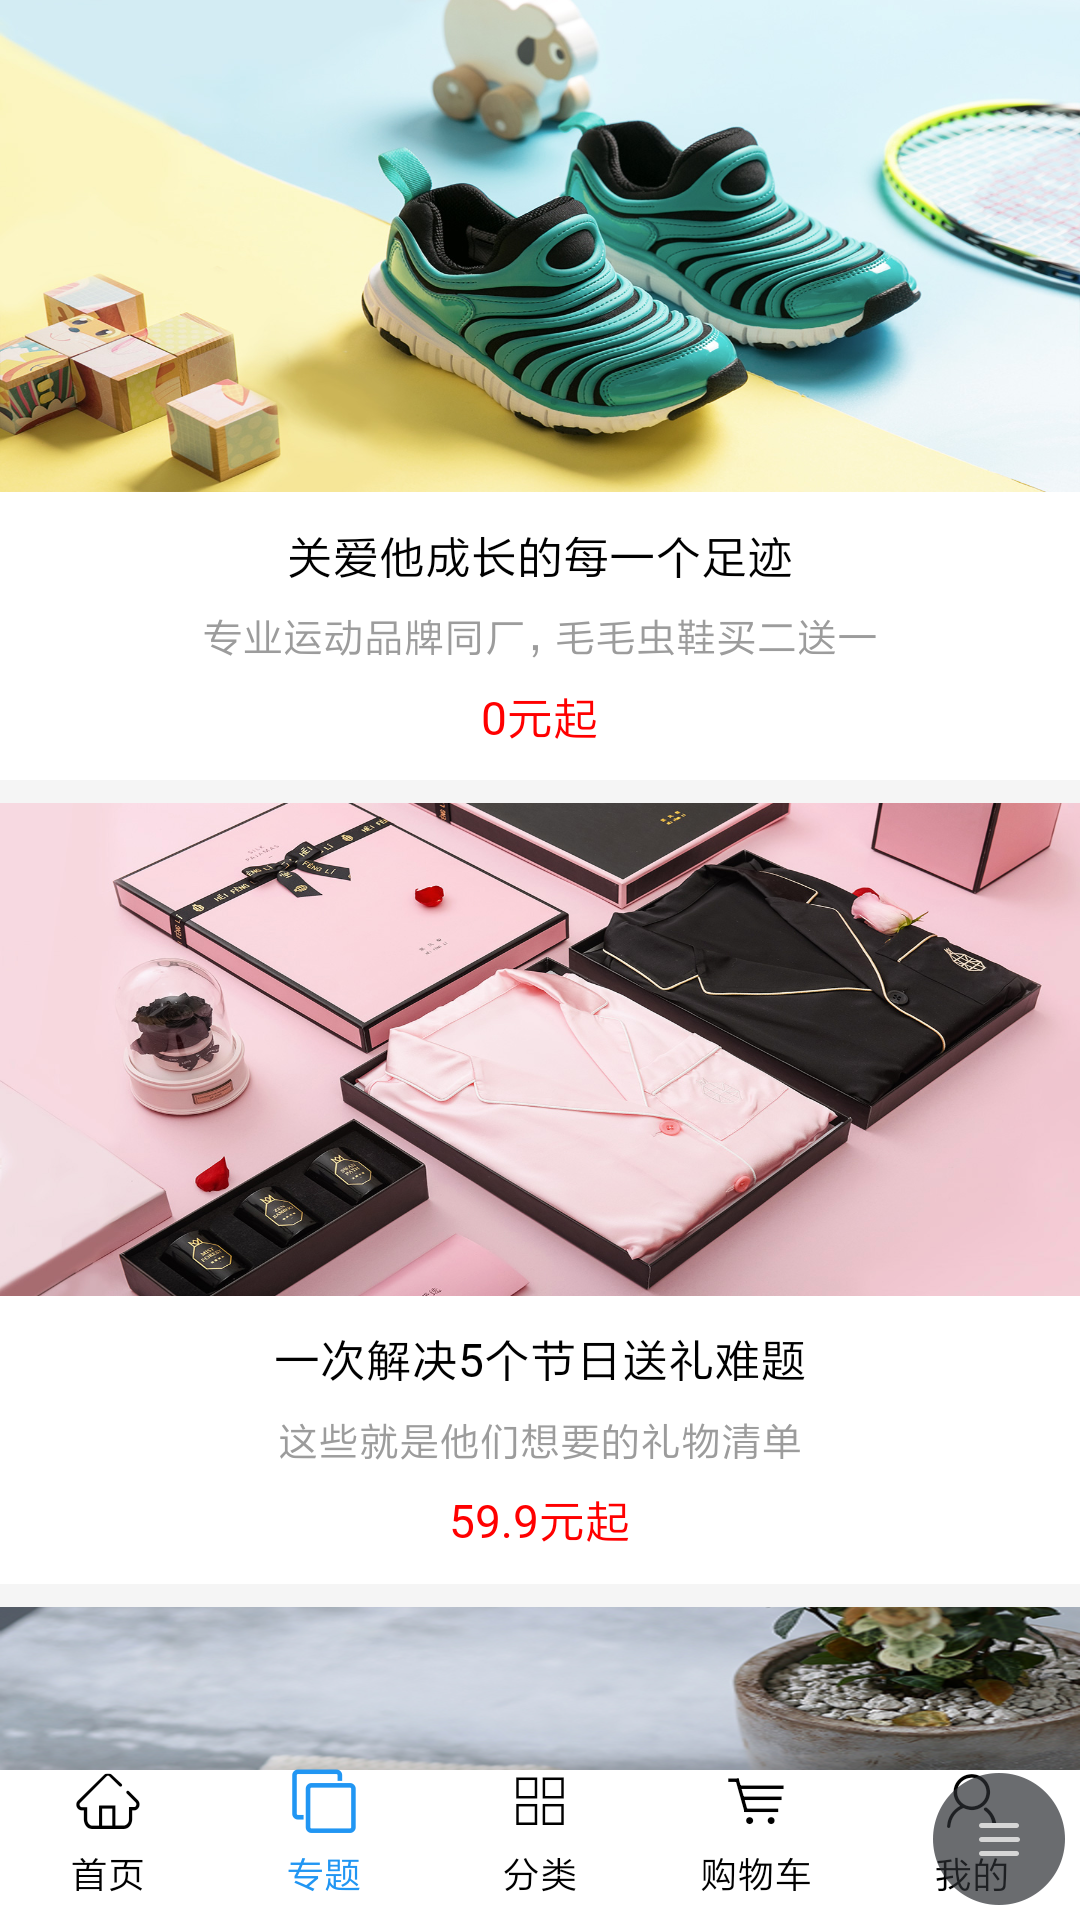 关爱他成长的每一个足迹
专业运动品牌同厂，毛毛虫鞋买二送一
0元起
一次解决5个节日送礼难题
这些就是他们想要的礼物清单
59.9元起
首页 专题 分类 购物车 我的